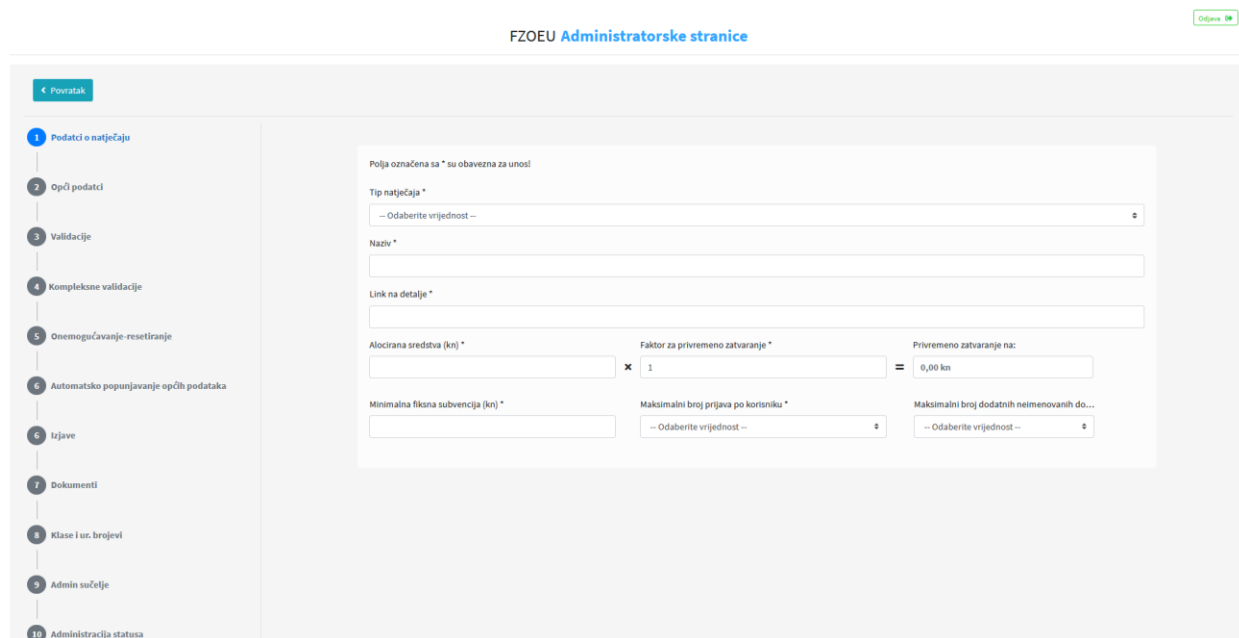 Odjava
FZOEU Administratorske stranice
Povratak
1 Podatci o natječaju
2 Opći podatci
3 Validacije
4 Kompleksne validacije
5 Onemogućavanje-resetiranje
6 Automatsko popunjavanje općih podataka
6 Izjave
7 Dokumenti
8 Klase i ur. brojevi
9 Admin sučelje
10 Administracija statusa
Polja označena sa * su obavezna za unos!
Tip natječaja *
-- Odaberite vrijednost --
Naziv *
Link na detalje *
Alocirana sredstva (kn) * Faktor za privremeno zatvaranje * Privremeno zatvaranje na:
× 1 = 0,00 kn
Minimalna fiksna subvencija (kn) * Maksimalni broj prijava po korisniku * Maksimalni broj dodatnih neimenovanih do...
-- Odaberite vrijednost -- -- Odaberite vrijednost --